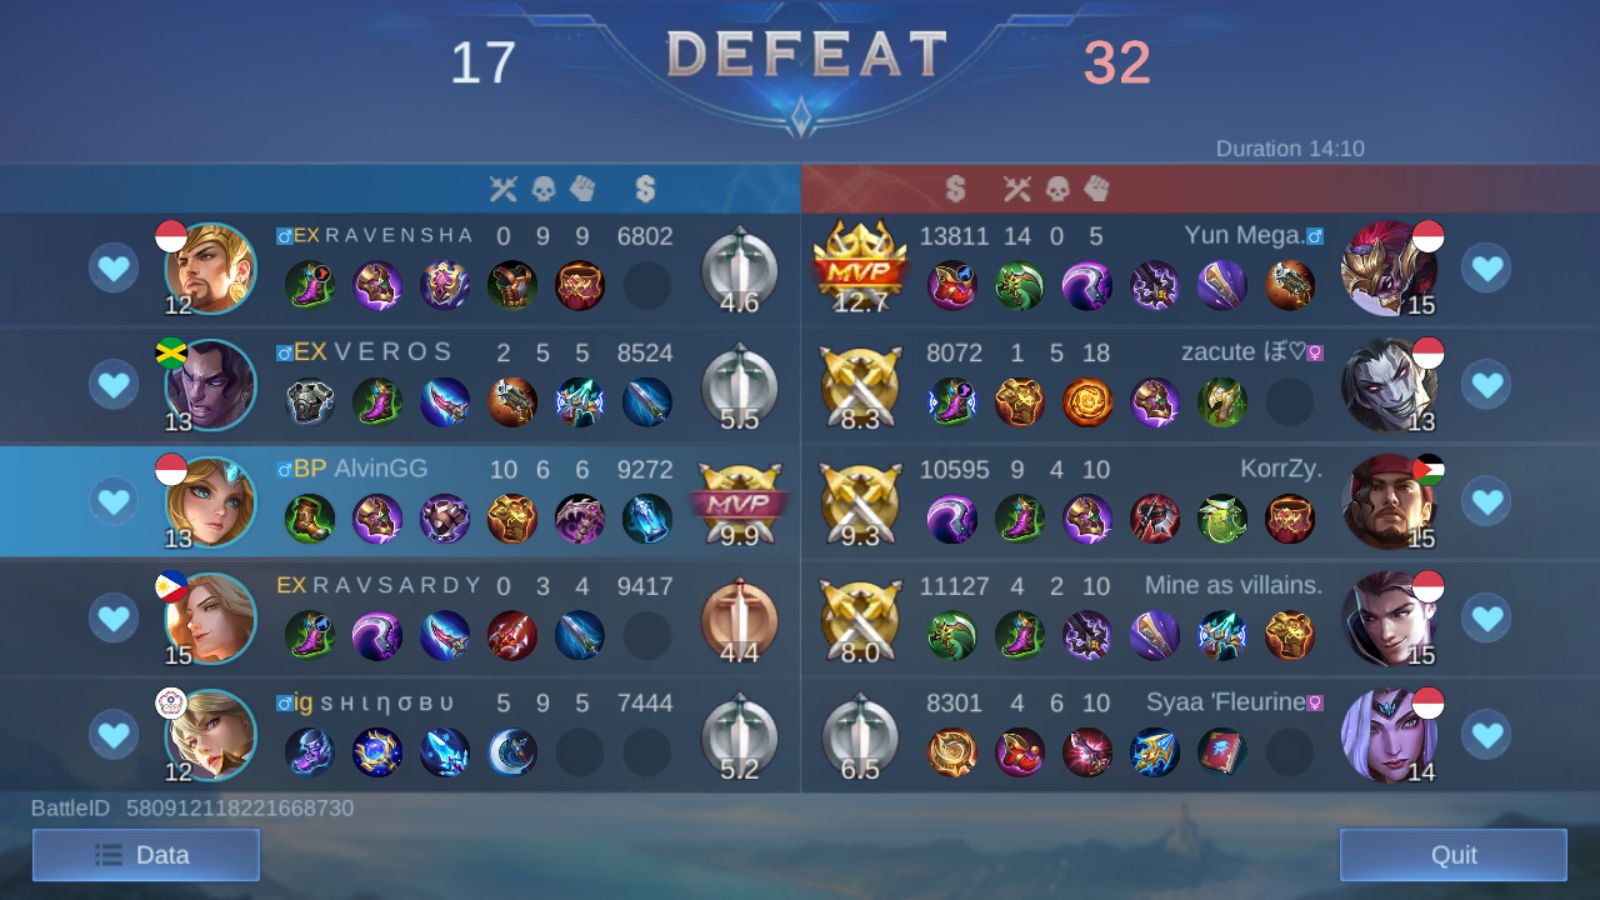 17 DEFEAT 32
Duration 14:10
EX R A V E N S H A 0 9 9 6802
12 4.6
MVP 13811 14 0 5 Yun Mega.
12.7 15
EX V E R O S 2 5 5 8524
13 5.5
8072 1 5 18 zacute ぼ♡
8.3 13
BP AlvinGG 10 6 6 9272
13 MVP 9.9
10595 9 4 10 KorrZy.
9.3 15
EX R A V S A R D Y 0 3 4 9417
15 4.4
11127 4 2 10 Mine as villains.
8.0 15
ig s н ι η σ в υ 5 9 5 7444
12 5.2
8301 4 6 10 Syaa 'Fleurine
6.5 14
BattleID 580912118221668730
Data
Quit